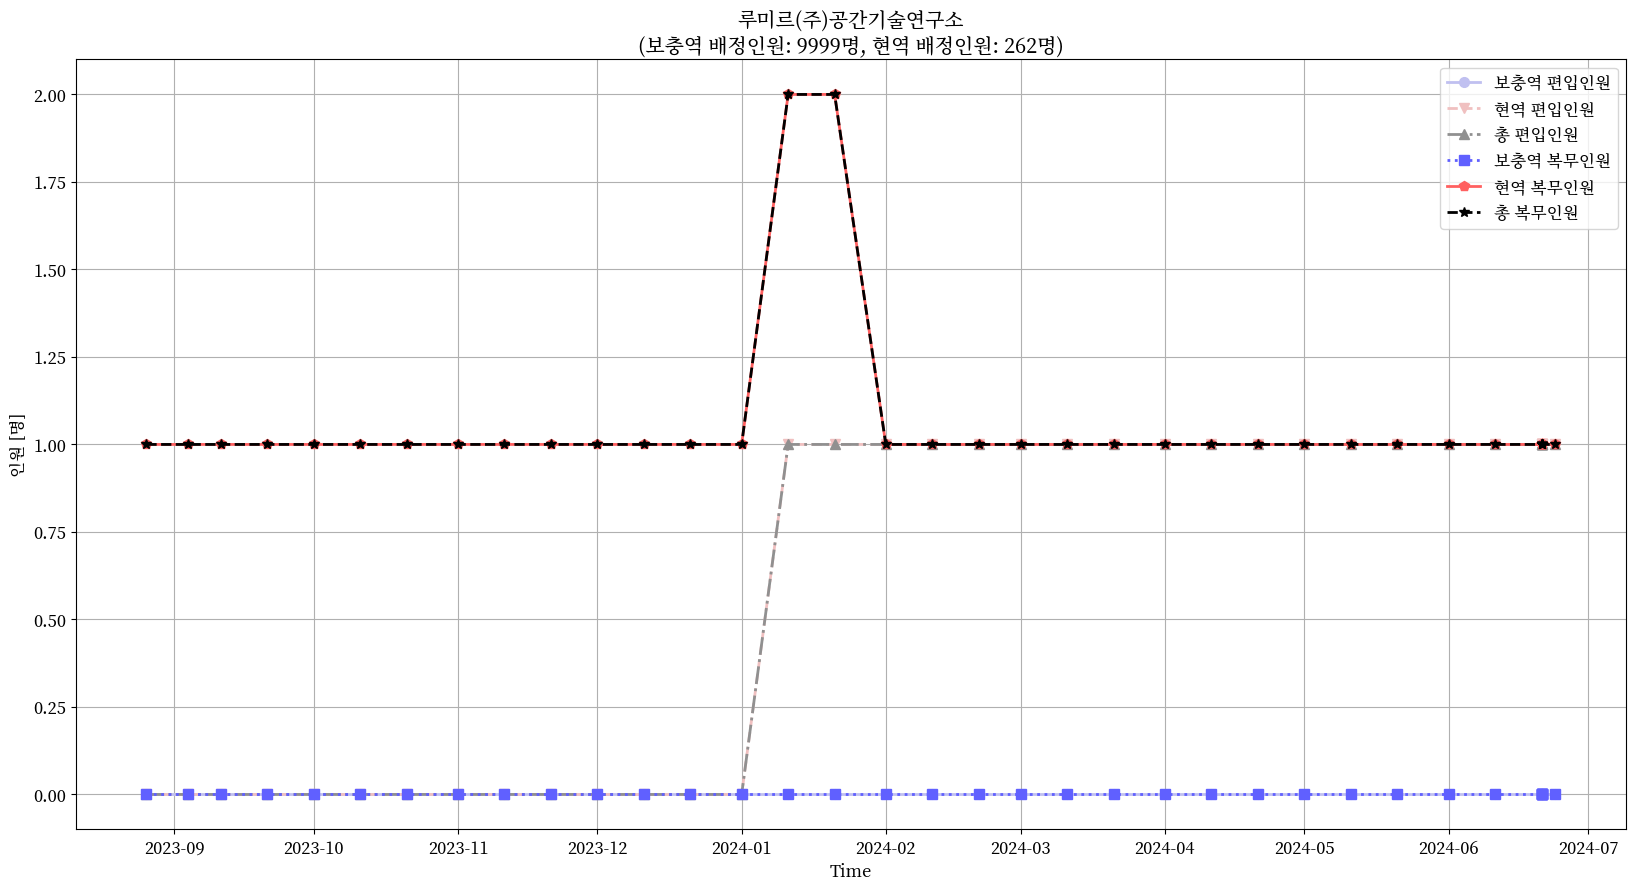 루미르(주)공간기술연구소
(보충역 배정인원: 9999명, 현역 배정인원: 262명)
보충역 편입인원
현역 편입인원
총 편입인원
보충역 복무인원
현역 복무인원
총 복무인원
인원 [명]
2.00
1.75
1.50
1.25
1.00
0.75
0.50
0.25
0.00
2023-09
2023-10
2023-11
2023-12
2024-01
2024-02
2024-03
2024-04
2024-05
2024-06
2024-07
Time